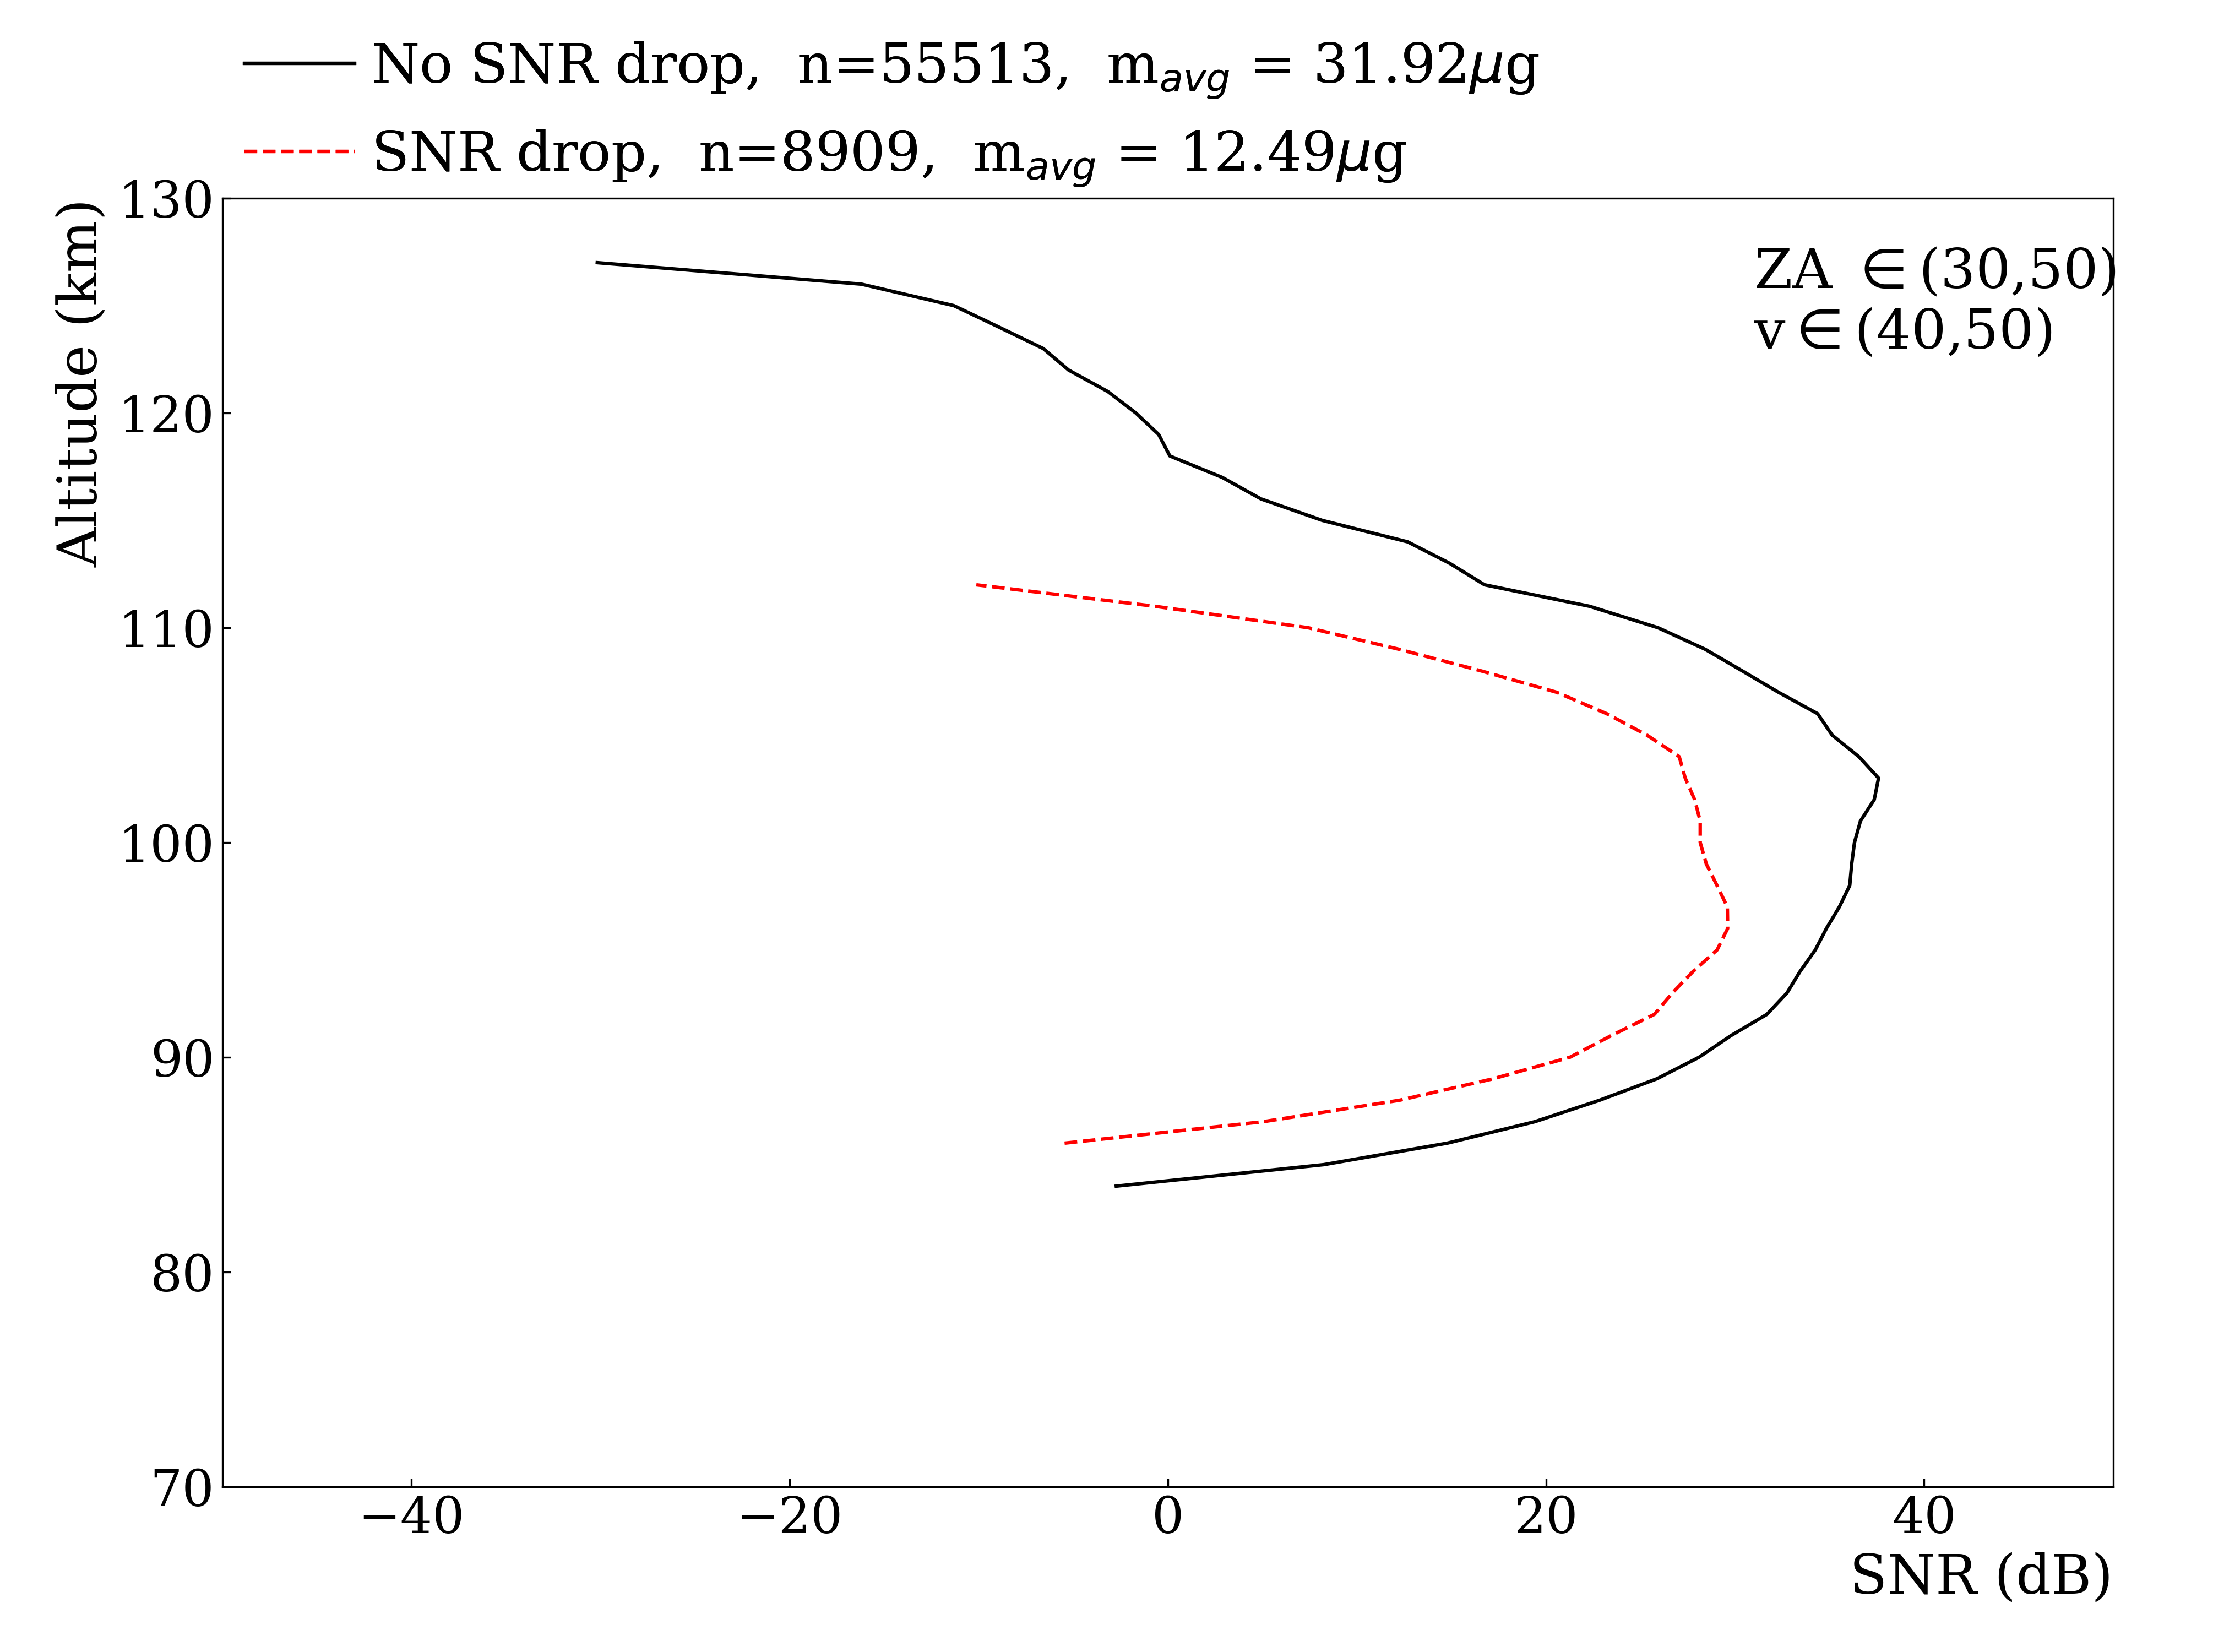 No SNR drop, n=55513, m_avg = 31.92μg
SNR drop, n=8909, m_avg = 12.49μg
ZA ∈(30,50)
v∈(40,50)
Altitude (km)
130
120
110
100
90
80
70
−40
−20
0
20
40
SNR (dB)